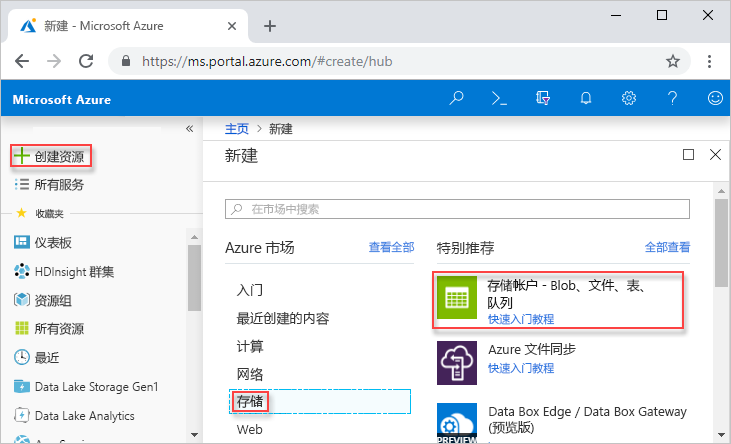 新建 - Microsoft Azure
https://ms.portal.azure.com/#create/hub
Microsoft Azure
创建资源
所有服务
收藏夹
仪表板
HDInsight 群集
资源组
所有资源
最近
Data Lake Storage Gen1
Data Lake Analytics
主页 > 新建
新建
在市场中搜索
Azure 市场 查看全部
入门
最近创建的内容
计算
网络
存储
Web
特别推荐 全部查看
存储帐户 - Blob、文件、表、
队列
快速入门教程
Azure 文件同步
快速入门教程
Data Box Edge / Data Box Gateway
(预览版)
PREVIEW